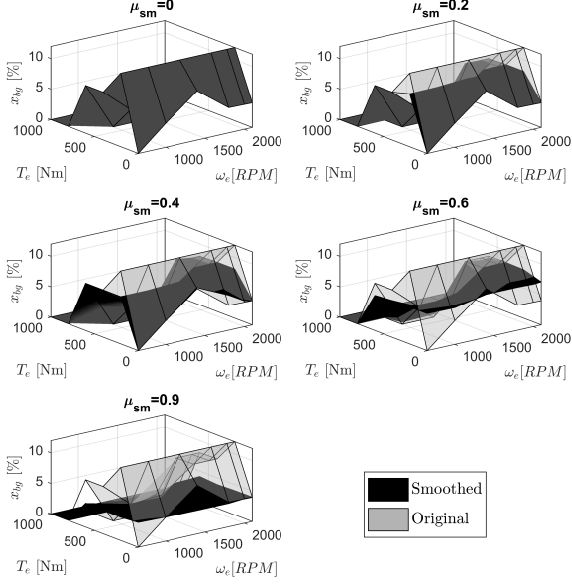 μsm=0
10
5
0
xbg [%]
1000
500
0
Te [Nm]
1000
1500
2000
ωe[RPM]
μsm=0.2
10
5
0
xbg [%]
1000
500
0
Te [Nm]
1000
1500
2000
ωe[RPM]
μsm=0.4
10
5
0
xbg [%]
1000
500
0
Te [Nm]
1000
1500
2000
ωe[RPM]
μsm=0.6
10
5
0
xbg [%]
1000
500
0
Te [Nm]
1000
1500
2000
ωe[RPM]
μsm=0.9
10
5
0
xbg [%]
1000
500
0
Te [Nm]
1000
1500
2000
ωe[RPM]
Smoothed
Original